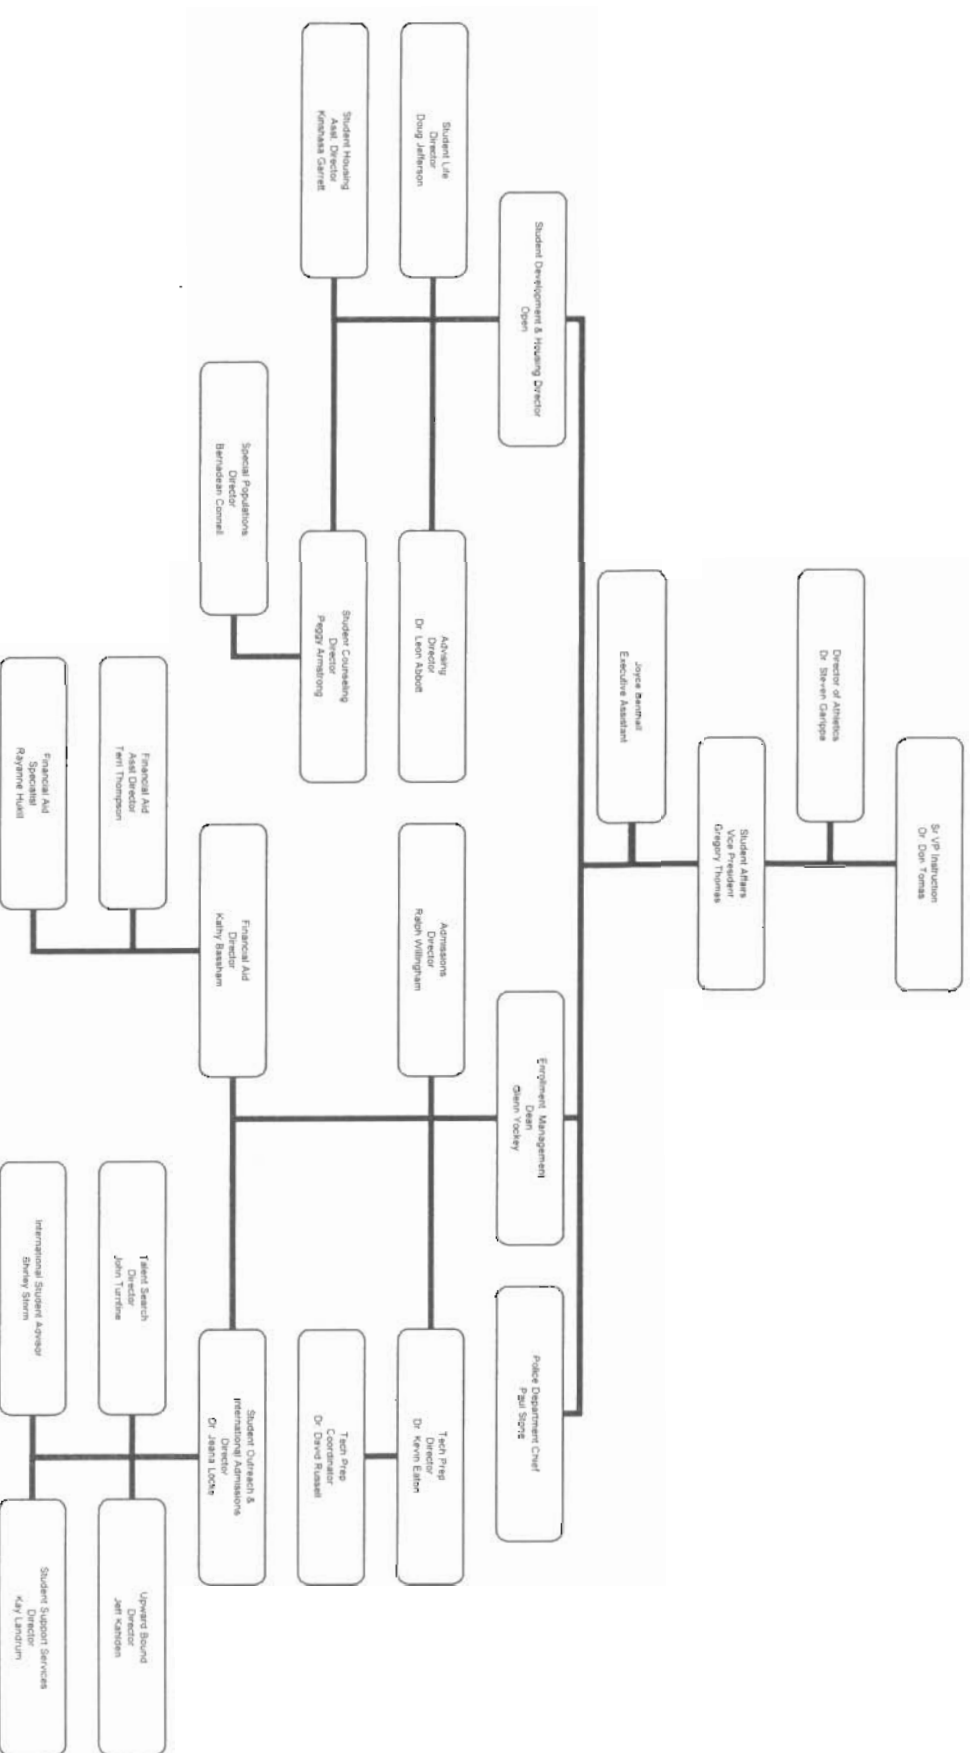 Sr VP Instruction
Dr. Don Tomas
Director of Athletics
Dr. Steven Garippa
Student Affairs
Vice President
Gregory Thomas
Joyce Benthall
Executive Assistant
Student Development & Housing Director
Open
Enrollment Management
Dean
Glenn Yockey
Police Department Chief
Paul Stone
Student Life
Director
Doug Jefferson
Advising
Director
Dr. Leon Abbott
Admissions
Director
Ralph Willingham
Tech Prep
Director
Dr. Kevin Eaton
Student Housing
Asst. Director
Kinshasa Garrett
Student Counseling
Director
Peggy Armstrong
Tech Prep
Coordinator
Dr. David Russell
Special Populations
Director
Bernadean Connell
Financial Aid
Director
Kathy Bassham
Student Outreach &
International Admissions
Director
Dr. Jeana Locke
Financial Aid
Asst Director
Terri Thompson
Talent Search
Director
John Turntine
Upward Bound
Director
Jeff Kahlden
Financial Aid
Specialist
Rayanne Hukill
International Student Advisor
Shirley Storm
Student Support Services
Director
Kay Landrum